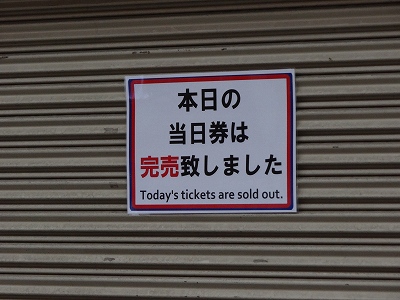 本日の
当日券は
完売致しました
Today's tickets are sold out.